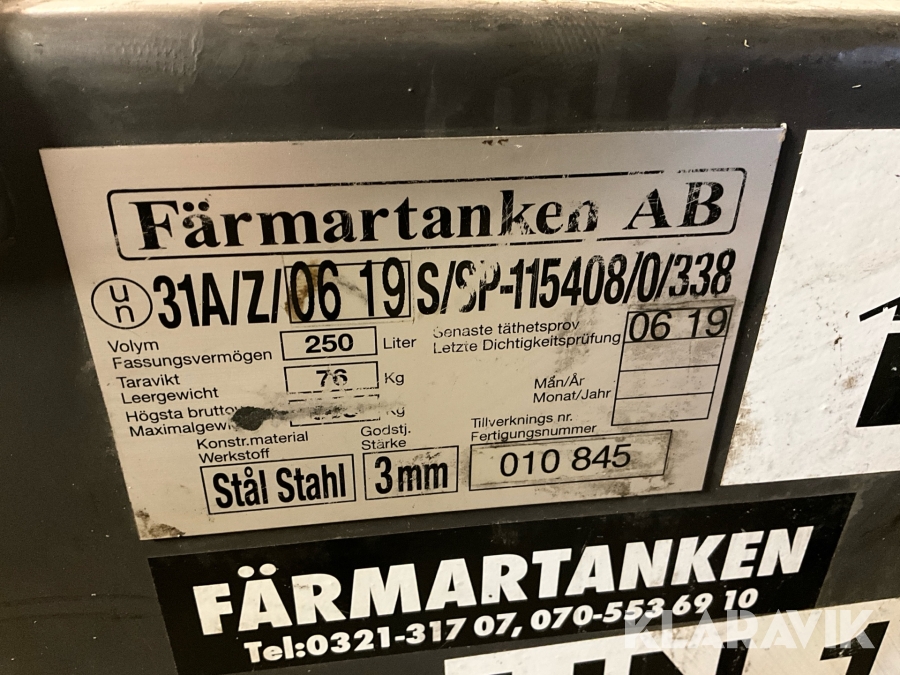 Färmartanken AB
un 31A/Z/ 06 19 S/SP-115408/0/338
Volym
Fassungsvermögen 250 Liter
Senaste täthetsprov
Letzte Dichtigkeitsprüfung 06 19
Taravikt
Leergewicht 76 Kg
Mån/År
Monat/Jahr
Högsta
Kg
Konstr.material
Werkstoff
Stål Stahl
Godstj.
Stärke
3mm
Tillverknings nr.
Fertigungsnummer
010 845
FÄRMARTANKEN
Tel:0321-317 07, 070-553 69 10
KLARAVIK